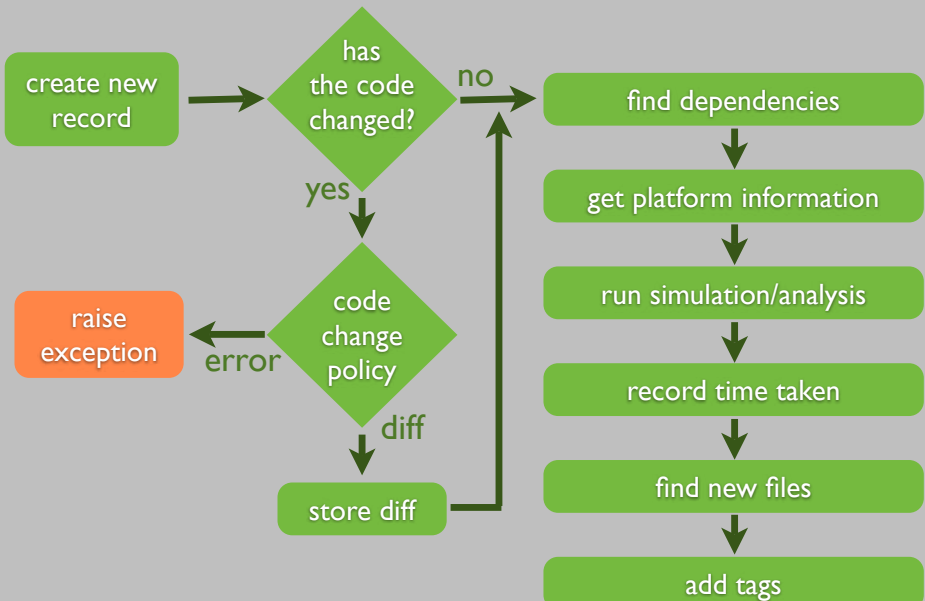 create new
record
has
the code
changed?
no
yes
code
change
policy
error
raise
exception
diff
store diff
find dependencies
get platform information
run simulation/analysis
record time taken
find new files
add tags